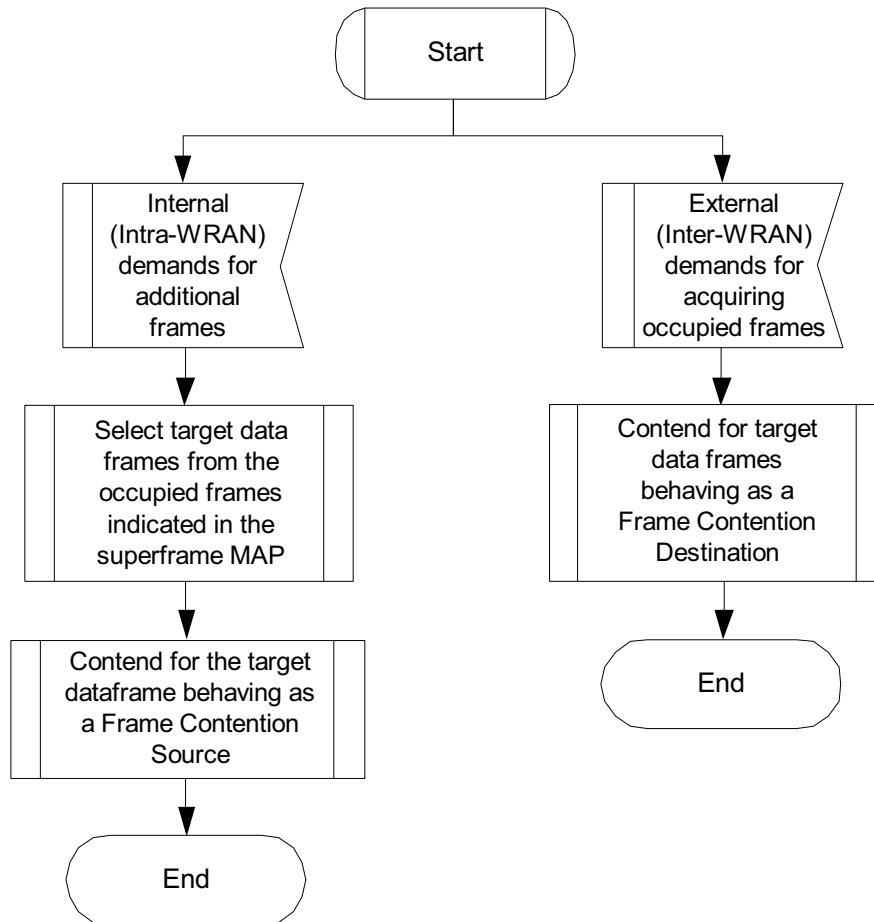 Start
Internal
(Intra-WRAN)
demands for
additional
frames
External
(Inter-WRAN)
demands for
acquiring
occupied frames
Select target data
frames from the
occupied frames
indicated in the
superframe MAP
Contend for target
data frames
behaving as a
Frame Contention
Destination
Contend for the target
dataframe behaving as
a Frame Contention
Source
End
End